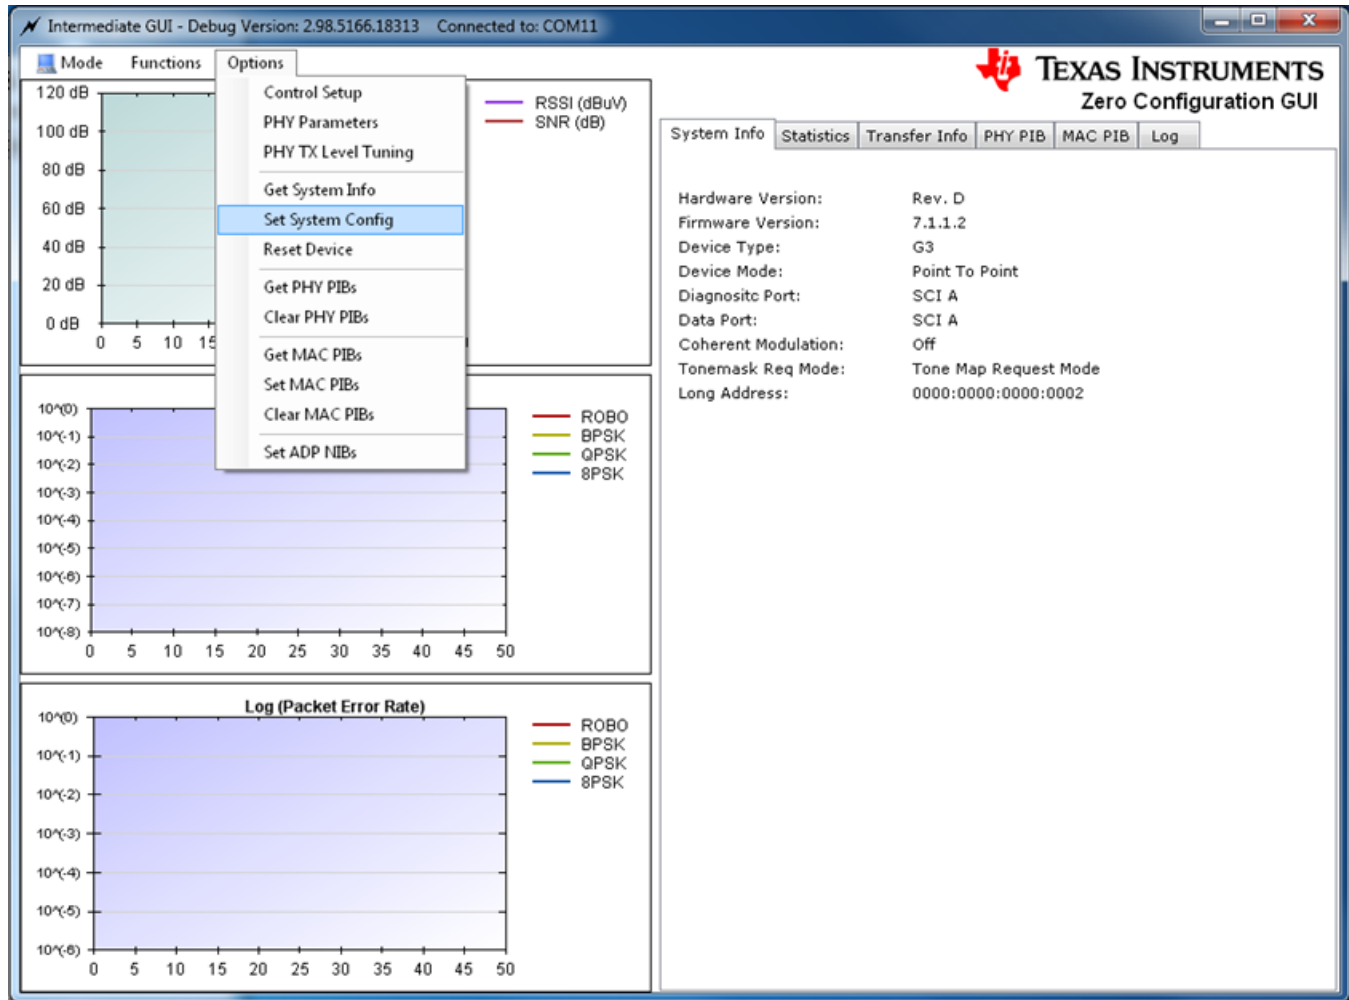 Intermediate GUI - Debug Version: 2.98.5166.18313 Connected to: COM11
Mode Functions Options
Control Setup
PHY Parameters
PHY TX Level Tuning
Get System Info
Set System Config
Reset Device
Get PHY PIBs
Clear PHY PIBs
Get MAC PIBs
Set MAC PIBs
Clear MAC PIBs
Set ADP NIBs
120 dB
100 dB
80 dB
60 dB
40 dB
20 dB
0 dB
0 5 10 15
RSSI (dBuV)
SNR (dB)
10^(0)
10^(-1)
10^(-2)
10^(-3)
10^(-4)
10^(-5)
10^(-6)
10^(-7)
10^(-8)
0 5 10 15 20 25 30 35 40 45 50
ROBO
BPSK
QPSK
8PSK
Log (Packet Error Rate)
10^(0)
10^(-1)
10^(-2)
10^(-3)
10^(-4)
10^(-5)
10^(-6)
0 5 10 15 20 25 30 35 40 45 50
ROBO
BPSK
QPSK
8PSK
TEXAS INSTRUMENTS
Zero Configuration GUI
System Info Statistics Transfer Info PHY PIB MAC PIB Log
Hardware Version: Rev. D
Firmware Version: 7.1.1.2
Device Type: G3
Device Mode: Point To Point
Diagnositc Port: SCI A
Data Port: SCI A
Coherent Modulation: Off
Tonemask Req Mode: Tone Map Request Mode
Long Address: 0000:0000:0000:0002